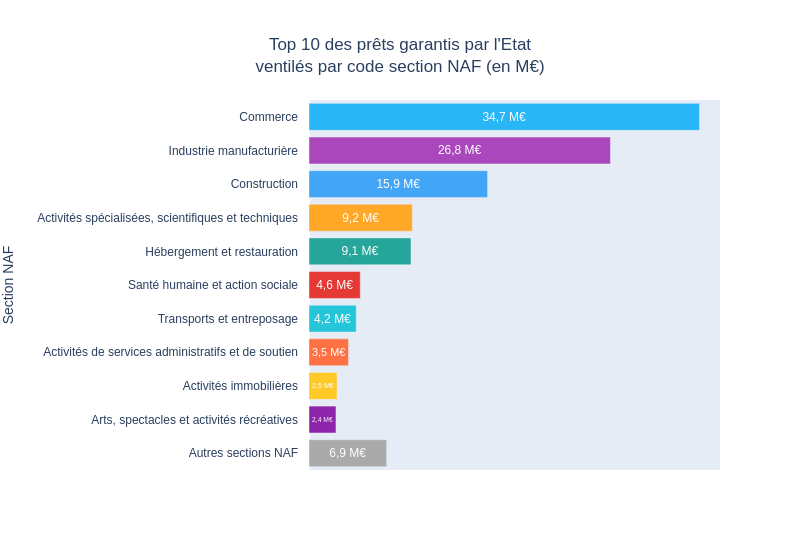 Top 10 des prêts garantis par l'Etat
ventilés par code section NAF (en M€)
Section NAF
Commerce 34,7 M€
Industrie manufacturière 26,8 M€
Construction 15,9 M€
Activités spécialisées, scientifiques et techniques 9,2 M€
Hébergement et restauration 9,1 M€
Santé humaine et action sociale 4,6 M€
Transports et entreposage 4,2 M€
Activités de services administratifs et de soutien 3,5 M€
Activités immobilières 2,5 M€
Arts, spectacles et activités récréatives 2,4 M€
Autres sections NAF 6,9 M€